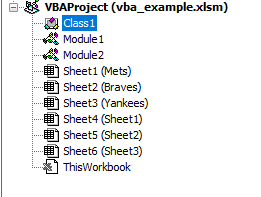 VBAProject (vba_example.xlsm)
Class1
Module1
Module2
Sheet1 (Mets)
Sheet2 (Braves)
Sheet3 (Yankees)
Sheet4 (Sheet1)
Sheet5 (Sheet2)
Sheet6 (Sheet3)
ThisWorkbook